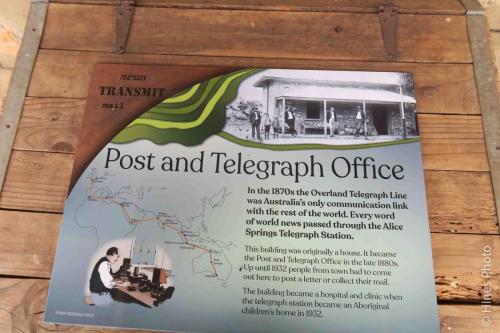 news
TRANSMIT
mail
Post and Telegraph Office
In the 1870s the Overland Telegraph Line
was Australia's only communication link
with the rest of the world. Every word
of world news passed through the Alice
Springs Telegraph Station.
This building was originally a house. It became
the Post and Telegraph Office in the late 1880s.
Up until 1932 people from town had to come
out here to post a letter or collect their mail.
The building became a hospital and clinic when
the telegraph station became an Aboriginal
children's home in 1932.
© Hines Photo